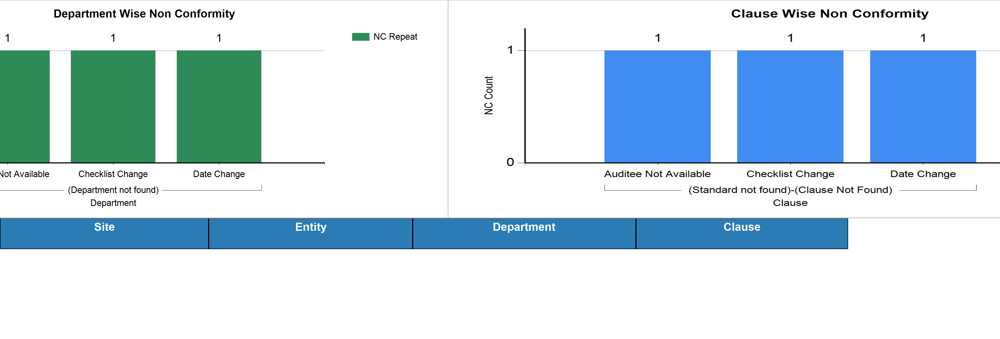 Department Wise Non Conformity
1 1 1
NC Repeat
Not Available Checklist Change Date Change
(Department not found)
Department
Clause Wise Non Conformity
1 1 1
1
NC Count
0
Auditee Not Available Checklist Change Date Change
(Standard not found)-(Clause Not Found)
Clause
Site Entity Department Clause